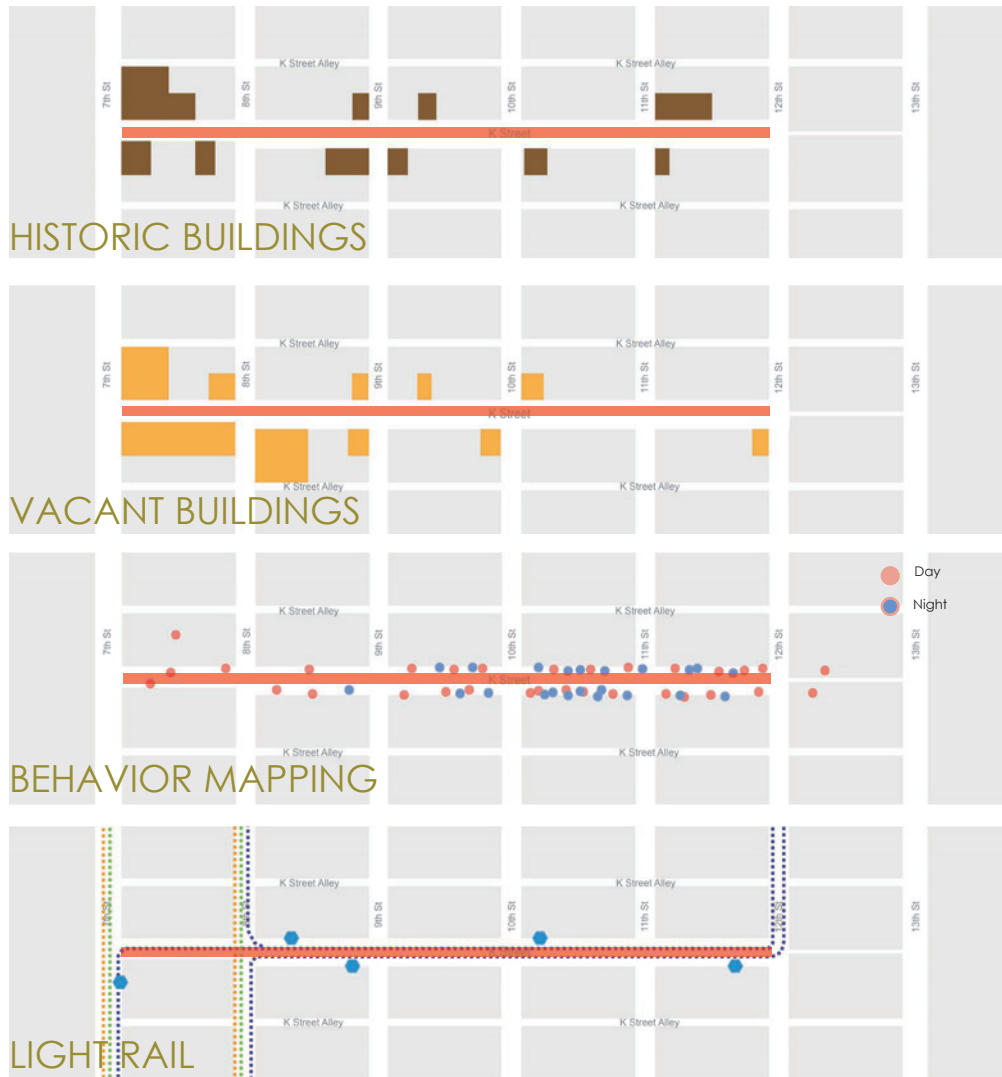 K Street Alley K Street Alley
7th St 8th St 9th St 10th St 11th St 12th St 13th St
K Street
K Street Alley K Street Alley
HISTORIC BUILDINGS
K Street Alley K Street Alley
7th St 8th St 9th St 10th St 11th St 12th St 13th St
K Street
K Street Alley K Street Alley
VACANT BUILDINGS
Day
Night
K Street Alley K Street Alley
7th St 8th St 9th St 10th St 11th St 12th St 13th St
K Street
K Street Alley K Street Alley
BEHAVIOR MAPPING
K Street Alley K Street Alley
9th St 10th St 11th St 12th St 13th St
K Street
K Street Alley K Street Alley
LIGHT RAIL